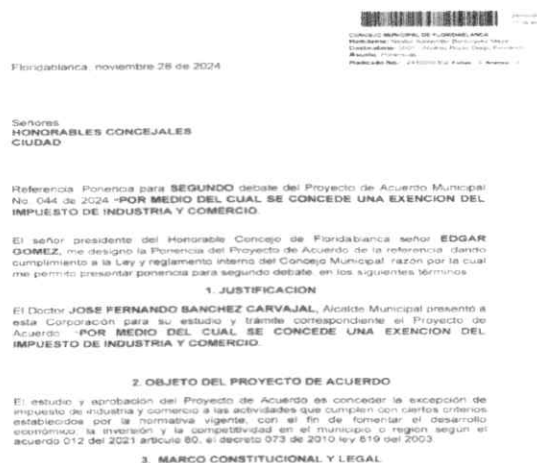 CONCEJO MUNICIPAL DE FLORIDABLANCA
Floridablanca, noviembre 28 de 2024
Señores
HONORABLES CONCEJALES
CIUDAD
Referencia Ponencia para SEGUNDO debate del Proyecto de Acuerdo Municipal
No. 044 de 2024 "POR MEDIO DEL CUAL SE CONCEDE UNA EXENCION DEL
IMPUESTO DE INDUSTRIA Y COMERCIO.
El señor presidente del Honorable Concejo de Floridablanca señor EDGAR
GOMEZ, me designó la Ponencia del Proyecto de Acuerdo de la referencia dando
cumplimiento a la Ley y reglamento interno del Concejo Municipal razón por la cual
me permito presentar ponencia para segundo debate, en los siguientes términos
1. JUSTIFICACION
El Doctor JOSE FERNANDO SANCHEZ CARVAJAL, Alcalde Municipal presentó a
esta Corporación para su estudio y trámite correspondiente el Proyecto de
Acuerdo "POR MEDIO DEL CUAL SE CONCEDE UNA EXENCION DEL
IMPUESTO DE INDUSTRIA Y COMERCIO.
2. OBJETO DEL PROYECTO DE ACUERDO
El estudio y aprobación del Proyecto de Acuerdo es conceder la excepción de
impuesto de industria y comercio a las actividades que cumplen con ciertos criterios
establecidos por la normativa vigente, con el fin de fomentar el desarrollo
económico, la inversión y la competitividad en el municipio o región según el
acuerdo 012 del 2021 artículo 80, el decreto 073 de 2010 ley 819 del 2003.
3. MARCO CONSTITUCIONAL Y LEGAL